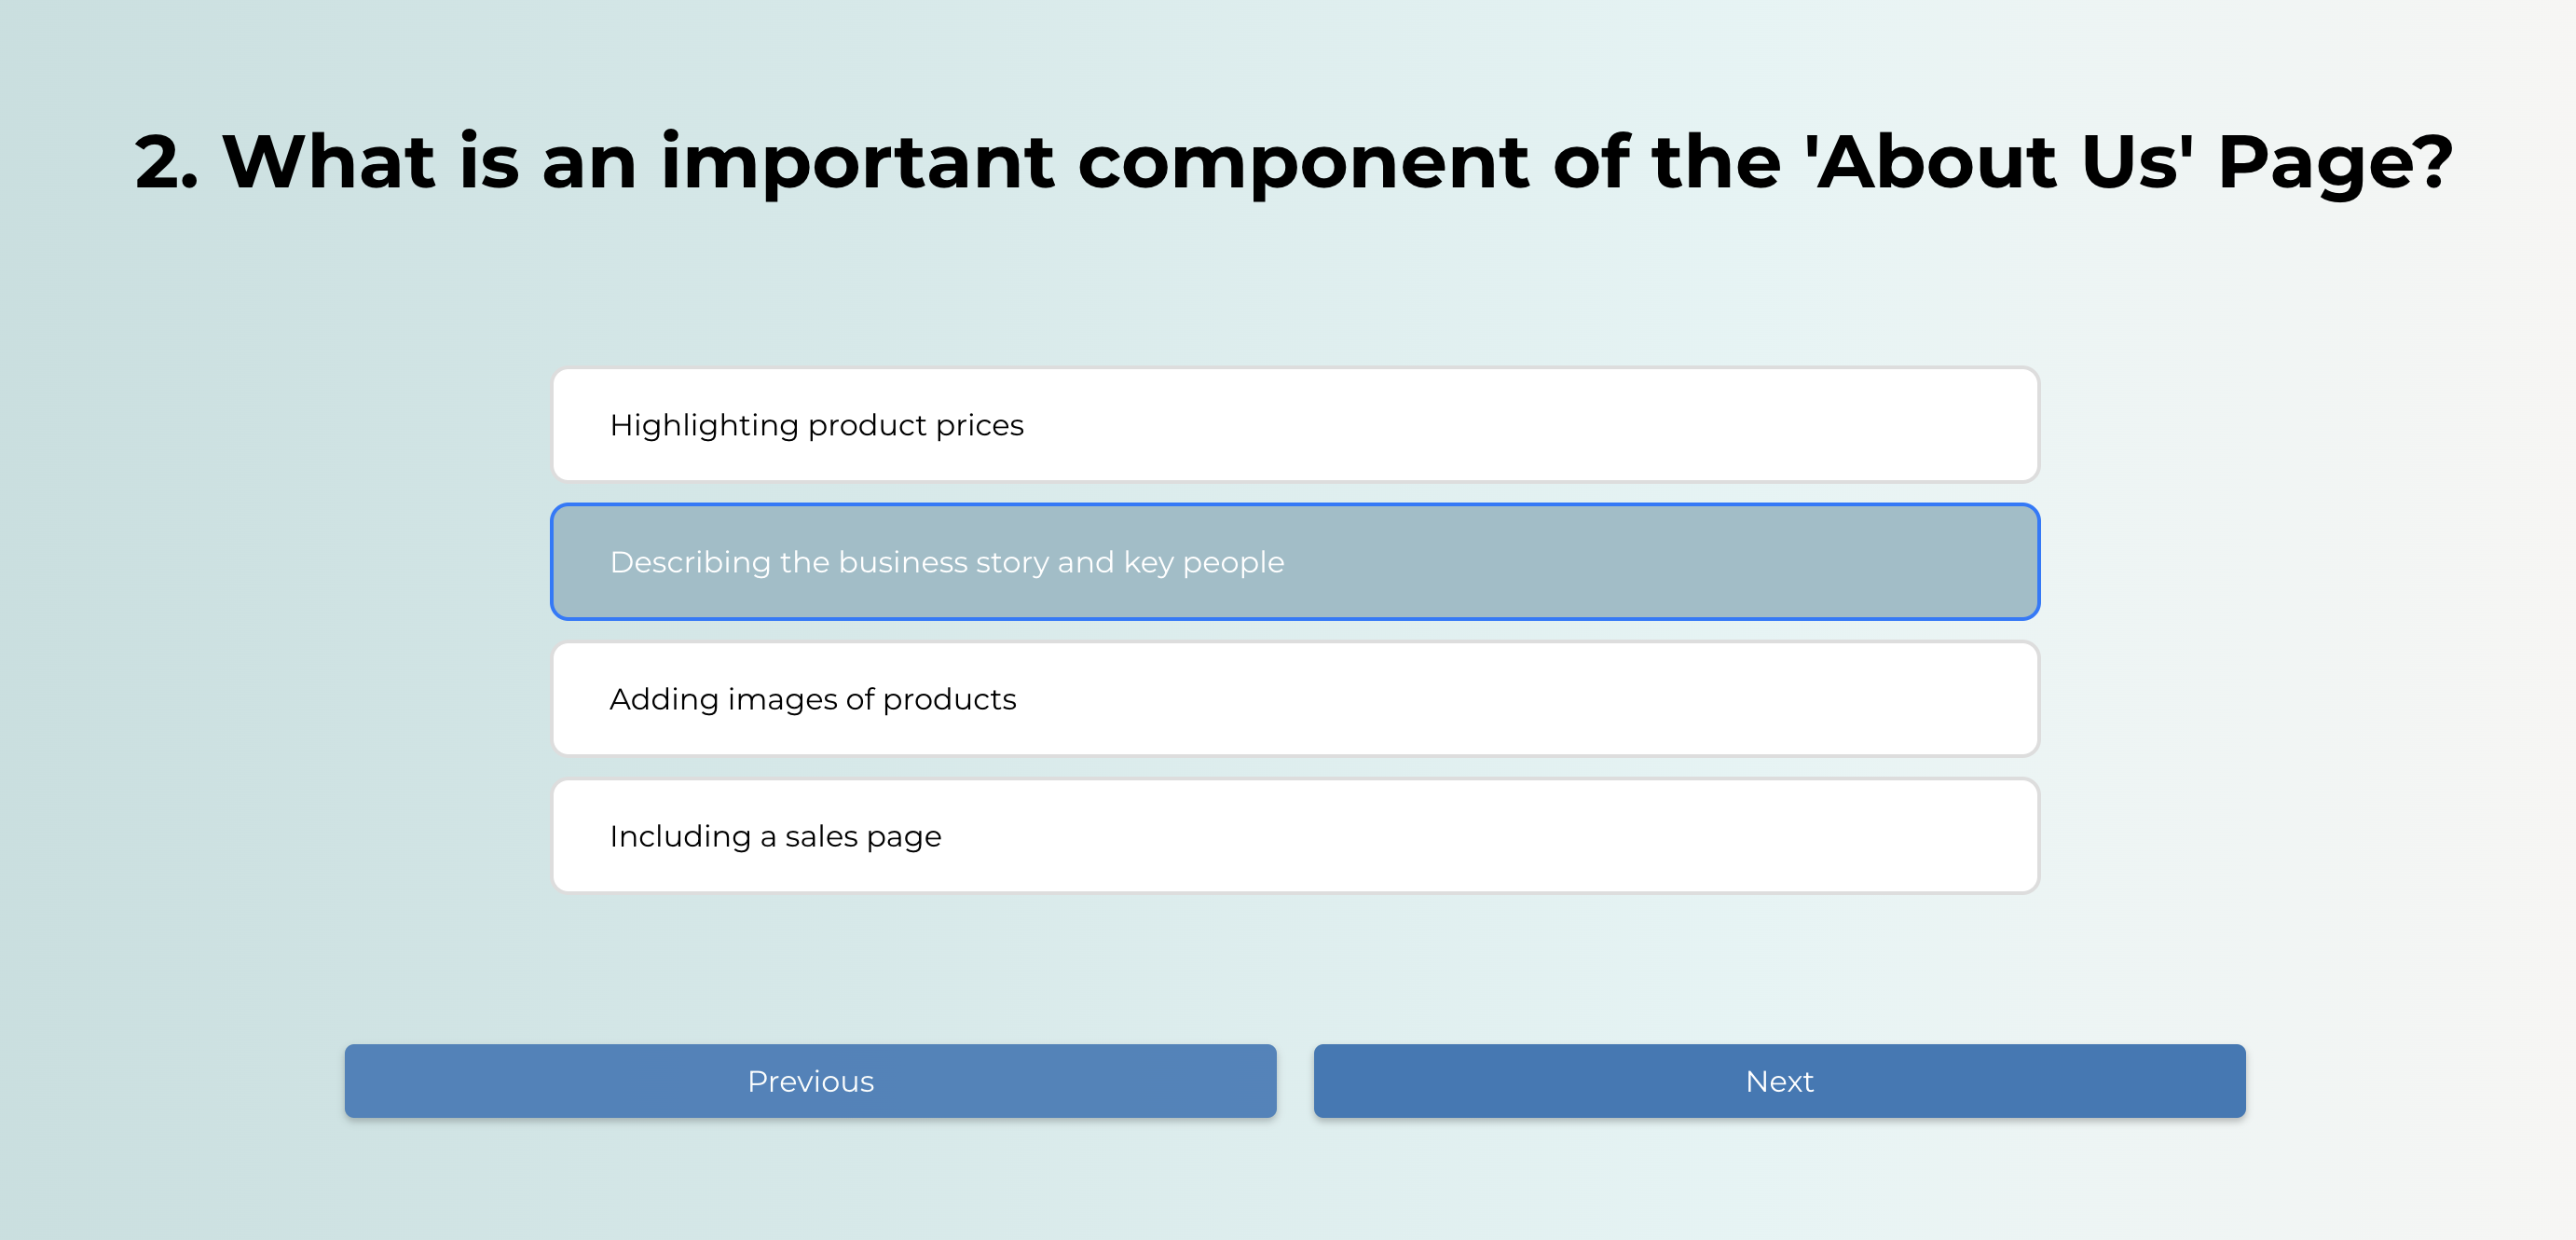 2. What is an important component of the 'About Us' Page?
Highlighting product prices
Describing the business story and key people
Adding images of products
Including a sales page
Previous
Next